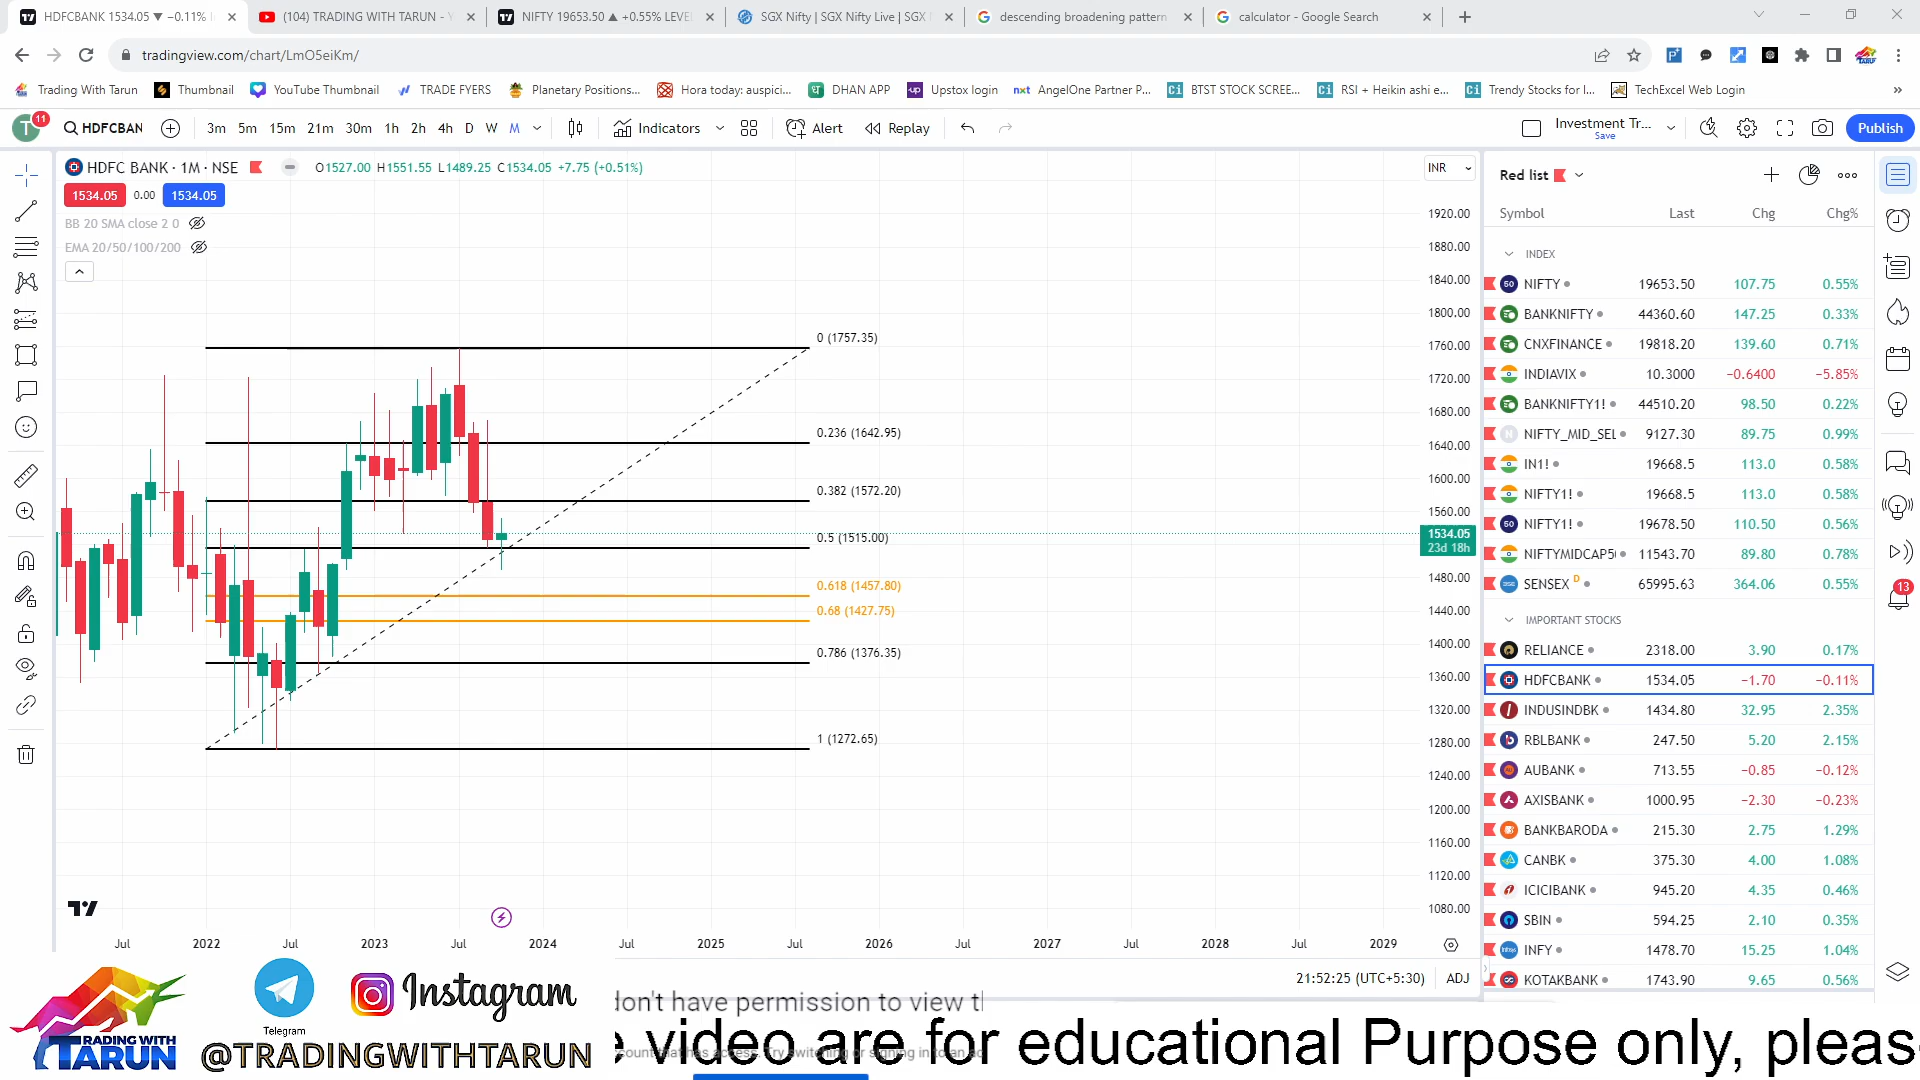 HDFCBANK 1534.05 ▼ −0.11%
(104) TRADING WITH TARUN - Y
NIFTY 19653.50 ▲ +0.55% LEVEL
SGX Nifty | SGX Nifty Live | SGX
descending broadening pattern
calculator - Google Search
tradingview.com/chart/LmO5eiKm/
Trading With Tarun
Thumbnail
YouTube Thumbnail
TRADE FYERS
Planetary Positions...
Hora today: auspici...
DHAN APP
Upstox login
AngelOne Partner P...
BTST STOCK SCREE...
RSI + Heikin ashi e...
Trendy Stocks for I...
TechExcel Web Login
T 11
HDFCBAN
3m 5m 15m 21m 30m 1h 2h 4h D W M
Indicators
Alert
Replay
Investment Tr...
Save
Publish
HDFC BANK · 1M · NSE
O1527.00 H1551.55 L1489.25 C1534.05 +7.75 (+0.51%)
1534.05 0.00 1534.05
BB 20 SMA close 2 0
EMA 20/50/100/200
INR
1920.00
1880.00
1840.00
1800.00
1760.00
1720.00
1680.00
1640.00
1600.00
1560.00
1534.05
23d 18h
1480.00
1440.00
1400.00
1360.00
1320.00
1280.00
1240.00
1200.00
1160.00
1120.00
1080.00
0 (1757.35)
0.236 (1642.95)
0.382 (1572.20)
0.5 (1515.00)
0.618 (1457.80)
0.68 (1427.75)
0.786 (1376.35)
1 (1272.65)
Jul 2022 Jul 2023 Jul 2024 Jul 2025 Jul 2026 Jul 2027 Jul 2028 Jul 2029
21:52:25 (UTC+5:30) ADJ
Red list
Symbol Last Chg Chg%
INDEX
NIFTY 19653.50 107.75 0.55%
BANKNIFTY 44360.60 147.25 0.33%
CNXFINANCE 19818.20 139.60 0.71%
INDIAVIX 10.3000 −0.6400 −5.85%
BANKNIFTY1! 44510.20 98.50 0.22%
NIFTY_MID_SEL 9127.30 89.75 0.99%
IN1! 19668.5 113.0 0.58%
NIFTY1! 19668.5 113.0 0.58%
NIFTY1! 19678.50 110.50 0.56%
NIFTYMIDCAP5 11543.70 89.80 0.78%
SENSEX D 65995.63 364.06 0.55%
IMPORTANT STOCKS
RELIANCE 2318.00 3.90 0.17%
HDFCBANK 1534.05 −1.70 −0.11%
INDUSINDBK 1434.80 32.95 2.35%
RBLBANK 247.50 5.20 2.15%
AUBANK 713.55 −0.85 −0.12%
AXISBANK 1000.95 −2.30 −0.23%
BANKBARODA 215.30 2.75 1.29%
CANBK 375.30 4.00 1.08%
ICICIBANK 945.20 4.35 0.46%
SBIN 594.25 2.10 0.35%
INFY 1478.70 15.25 1.04%
KOTAKBANK 1743.90 9.65 0.56%
13
TRADING WITH
TARUN
Telegram
Instagram
@TRADINGWITHTARUN
don't have permission to view t
e video are for educational Purpose only, pleas